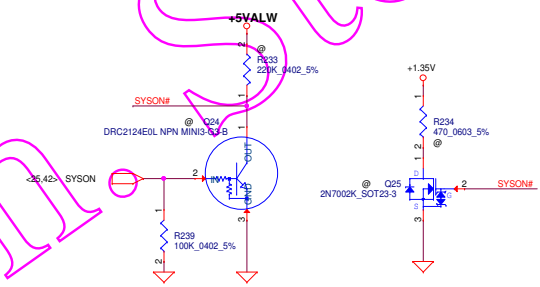 +5VALW
2
@
R233
220K_0402_5%
1
SYSON#
@ Q24
DRC2124E0L NPN MINI3-G3-B
1
OUT
<25,42> SYSON
2
IN
GND
3
1
R239
100K_0402_5%
2
+1.35V
1
R234
470_0603_5%
@
2
1
D
@ Q25
2N7002K_SOT23-3
2
SYSON#
G
S
3